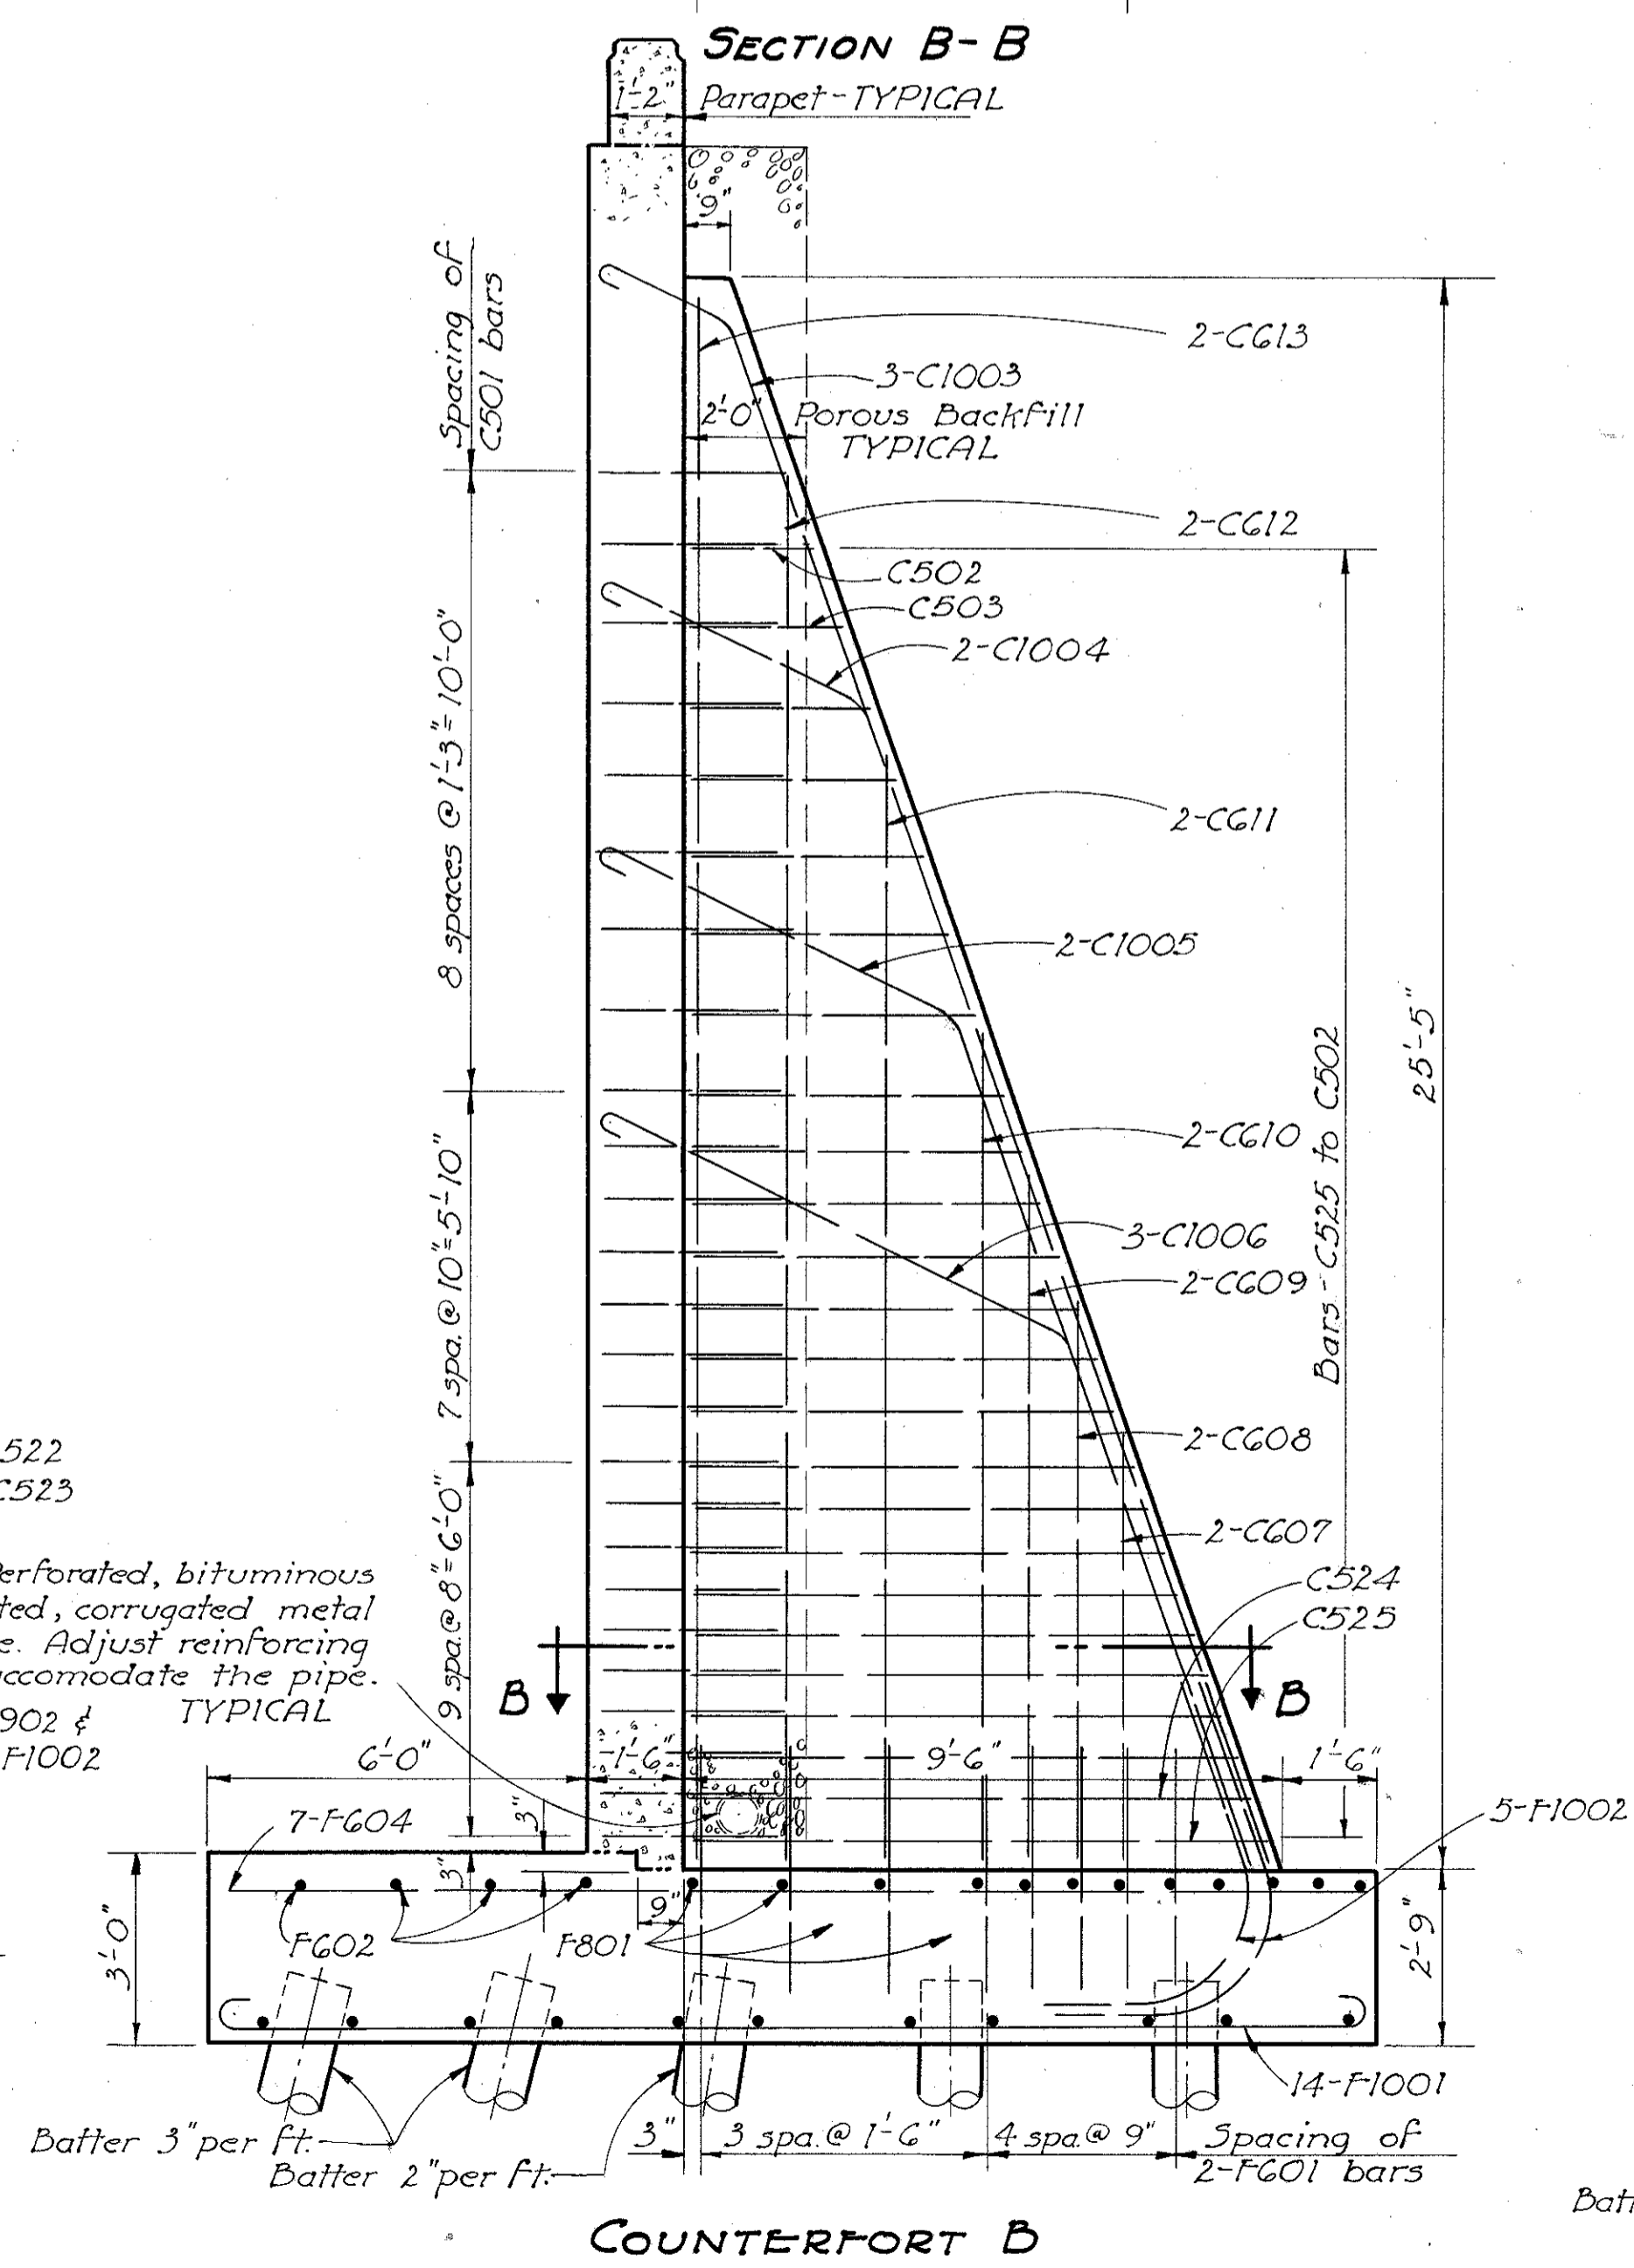 SECTION B-B
1'-2"
Parapet-TYPICAL
9"
Spacing of
C501 bars
2-C613
3-C1003
2'-0" Porous Backfill
TYPICAL
2-C612
C502
C503
2-C1004
8 spaces @ 1'-3" = 10'-0"
2-C611
2-C1005
25'-5"
Bars-C525 to C502
2-C610
7 spa. @ 10" = 5'-10"
3-C1006
2-C609
2-C608
522
C523
2-C607
9 spa. @ 8" = 6'-0"
erforated, bituminous
ted, corrugated metal
e. Adjust reinforcing
ccomodate the pipe.
TYPICAL
C524
C525
B
B
902 &
F1002
6'-0"
1'-6"
9'-6"
1'-6"
3"
7-F604
5-F1002
3"
9"
F602
F801
3'-0"
2'-9"
14-F1001
Batter 3" per ft.
Batter 2" per ft.
3"
3 spa. @ 1'-6"
4 spa. @ 9"
Spacing of
2-F601 bars
Batt
COUNTERFORT B